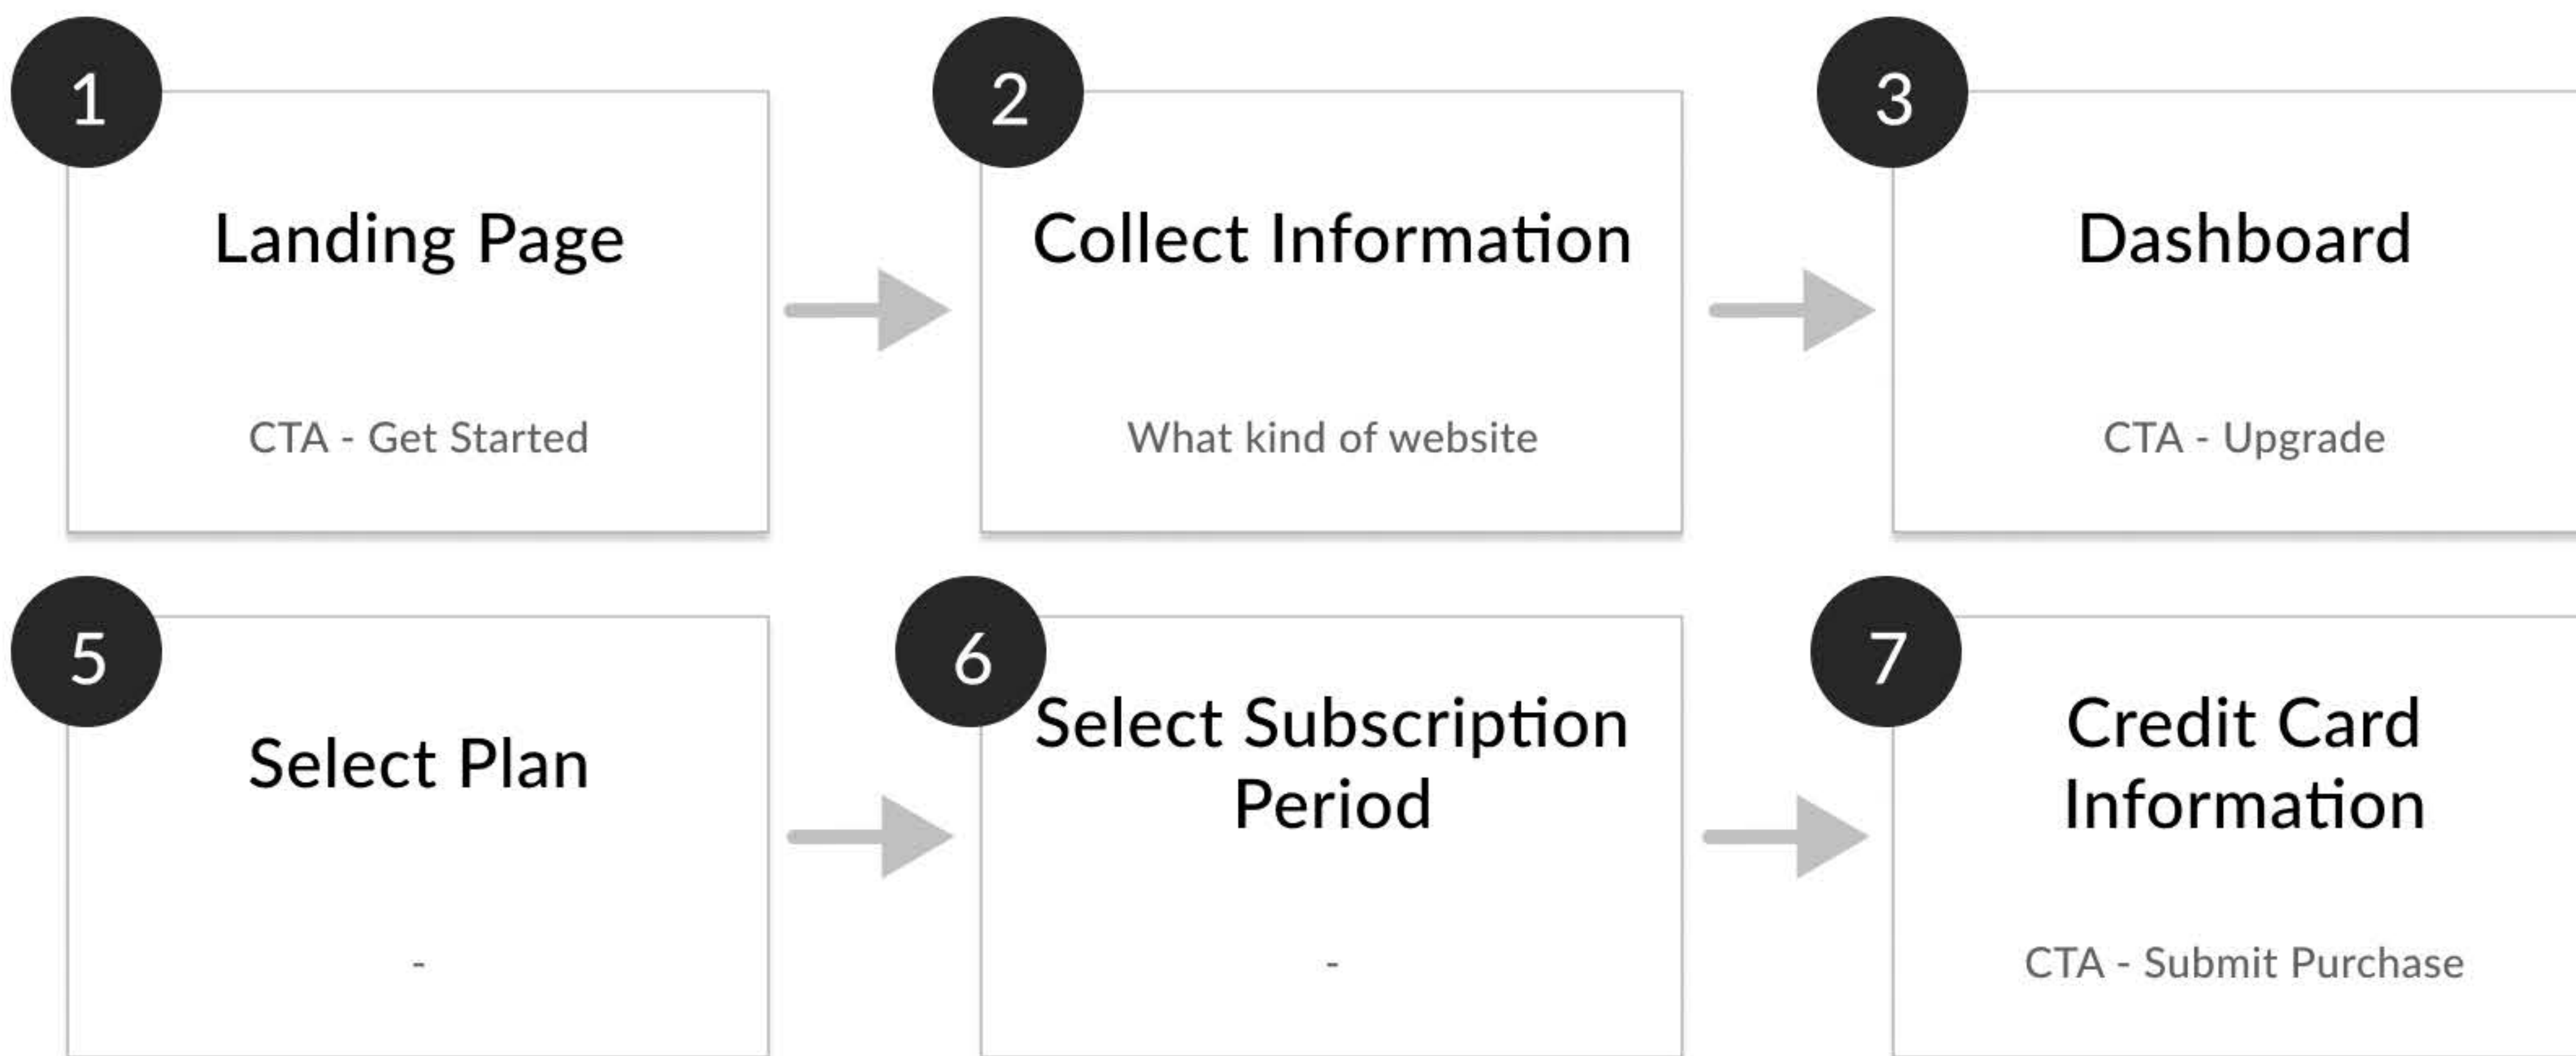 1
2
3
Landing Page
Collect Information
Dashboard
CTA - Get Started
What kind of website
CTA - Upgrade
5
6
7
Select Plan
Select Subscription
Period
Credit Card
Information
-
-
CTA - Submit Purchase